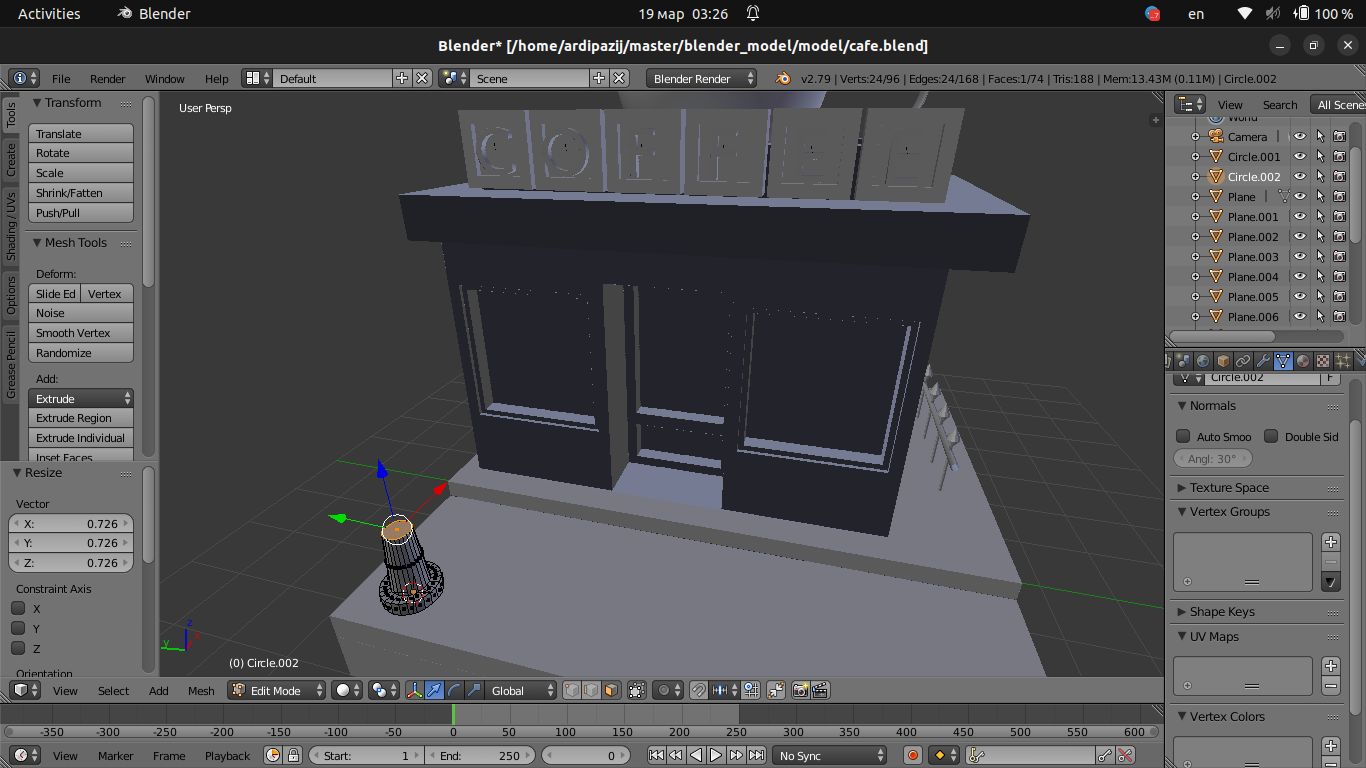 Activities Blender 19 мар 03:26 en 100 %
Blender* [/home/ardipazij/master/blender_model/model/cafe.blend]
File Render Window Help Default Scene Blender Render v2.79 | Verts:24/96 | Edges:24/168 | Faces:1/74 | Tris:188 | Mem:13.43M (0.11M) | Circle.002
Tools
Create
Shading / UVs
Options
Grease Pencil
Transform
Translate
Rotate
Scale
Shrink/Fatten
Push/Pull
Mesh Tools
Deform:
Slide Ed Vertex
Noise
Smooth Vertex
Randomize
Add:
Extrude
Extrude Region
Extrude Individual
Inset Faces
Resize
Vector
X: 0.726
Y: 0.726
Z: 0.726
Constraint Axis
X
Y
Z
Orientation
User Persp
COFFEE
z
y x
(0) Circle.002
View Search All Scenes
World
Camera
Circle.001
Circle.002
Plane
Plane.001
Plane.002
Plane.003
Plane.004
Plane.005
Plane.006
Circle.002 F
Normals
Auto Smoo Double Sid
Angl: 30°
Texture Space
Vertex Groups
Shape Keys
UV Maps
Vertex Colors
View Select Add Mesh Edit Mode Global
-350 -300 -250 -200 -150 -100 -50 0 50 100 150 200 250 300 350 400 450 500 550 600
View Marker Frame Playback Start: 1 End: 250 0 No Sync